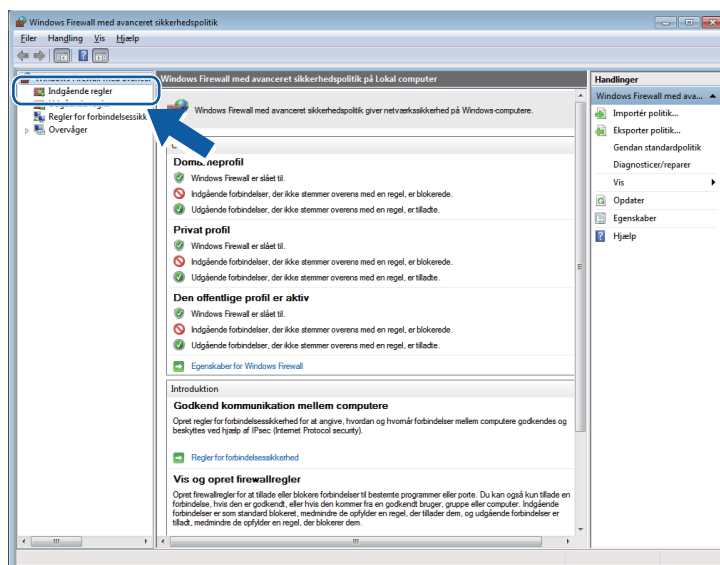 Windows Firewall med avanceret sikkerhedspolitik
Filer Handling Vis Hjælp
Windows Firewall med avancer
Indgående regler
Regler for forbindelsessikk
Overvåger
Windows Firewall med avanceret sikkerhedspolitik på Lokal computer
Windows Firewall med avanceret sikkerhedspolitik giver netværkssikkerhed på Windows-computere.
Domæneprofil
Windows Firewall er slået til.
Indgående forbindelser, der ikke stemmer overens med en regel, er blokerede.
Udgående forbindelser, der ikke stemmer overens med en regel, er tilladte.
Privat profil
Windows Firewall er slået til.
Indgående forbindelser, der ikke stemmer overens med en regel, er blokerede.
Udgående forbindelser, der ikke stemmer overens med en regel, er tilladte.
Den offentlige profil er aktiv
Windows Firewall er slået til.
Indgående forbindelser, der ikke stemmer overens med en regel, er blokerede.
Udgående forbindelser, der ikke stemmer overens med en regel, er tilladte.
Egenskaber for Windows Firewall
Introduktion
Godkend kommunikation mellem computere
Opret regler for forbindelsessikkerhed for at angive, hvordan og hvornår forbindelser mellem computere godkendes og
beskyttes ved hjælp af IPsec (Internet Protocol security).
Regler for forbindelsessikkerhed
Vis og opret firewallregler
Opret firewallregler for at tillade eller blokere forbindelser til bestemte programmer eller porte. Du kan også kun tillade en
forbindelse, hvis den er godkendt, eller hvis den kommer fra en godkendt bruger, gruppe eller computer. Indgående
forbindelser er som standard blokeret, medmindre de opfylder en regel, der tillader dem, og udgående forbindelser er
tilladt, medmindre de opfylder en regel, der blokerer dem.
Handlinger
Windows Firewall med ava...
Importér politik...
Eksporter politik...
Gendan standardpolitik
Diagnosticer/reparer
Vis
Opdater
Egenskaber
Hjælp